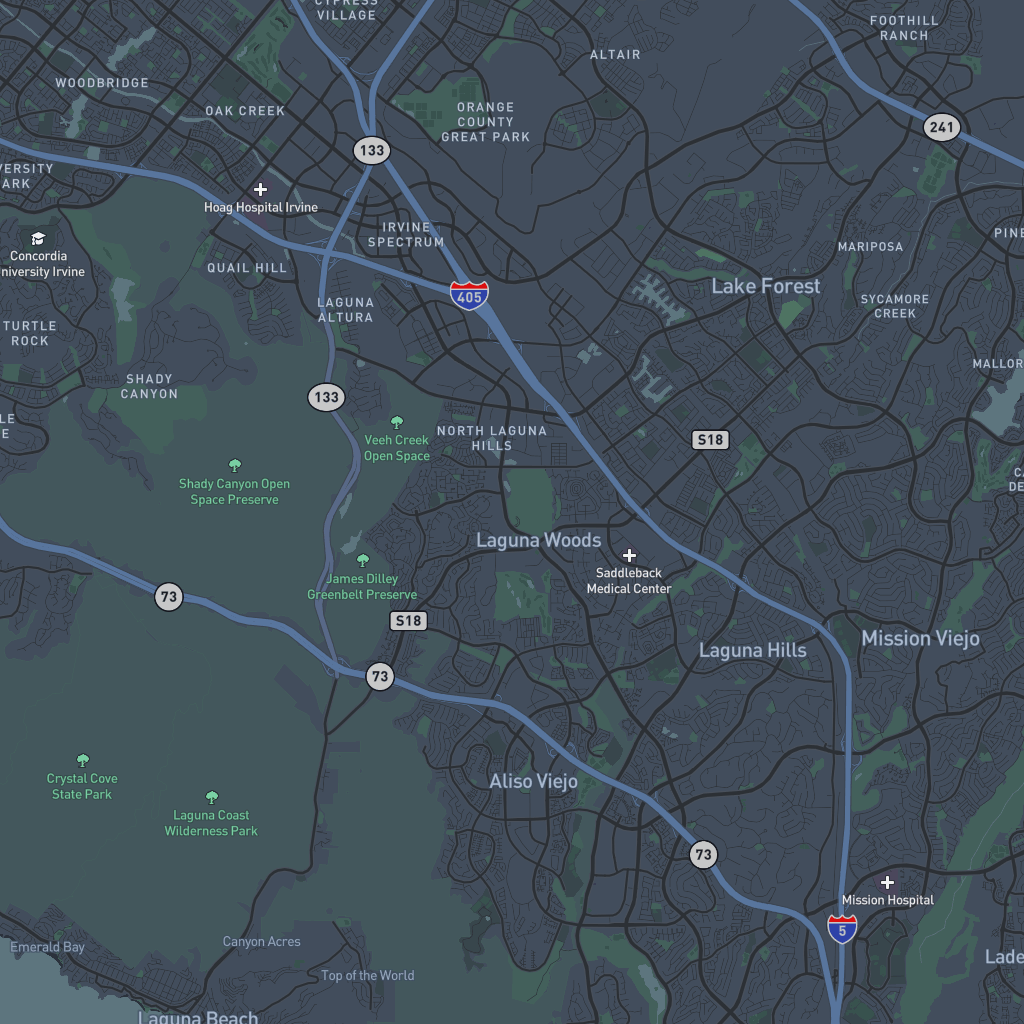 CYPRESS
VILLAGE
FOOTHILL
RANCH
ALTAIR
WOODBRIDGE
OAK CREEK
ORANGE
COUNTY
GREAT PARK
241
133
VERSITY
ARK
Hoag Hospital Irvine
IRVINE
SPECTRUM
Concordia
niversity Irvine
QUAIL HILL
MARIPOSA
PINE
Lake Forest
405
LAGUNA
ALTURA
SYCAMORE
CREEK
TURTLE
ROCK
MALLOR
SHADY
CANYON
133
LE
E
Veeh Creek
Open Space
NORTH LAGUNA
HILLS
S18
Shady Canyon Open
Space Preserve
CA
DE
Laguna Woods
Saddleback
Medical Center
James Dilley
Greenbelt Preserve
73
S18
Laguna Hills
Mission Viejo
73
Crystal Cove
State Park
Aliso Viejo
Laguna Coast
Wilderness Park
73
Mission Hospital
5
Emerald Bay
Canyon Acres
Lade
Top of the World
Laguna Beach